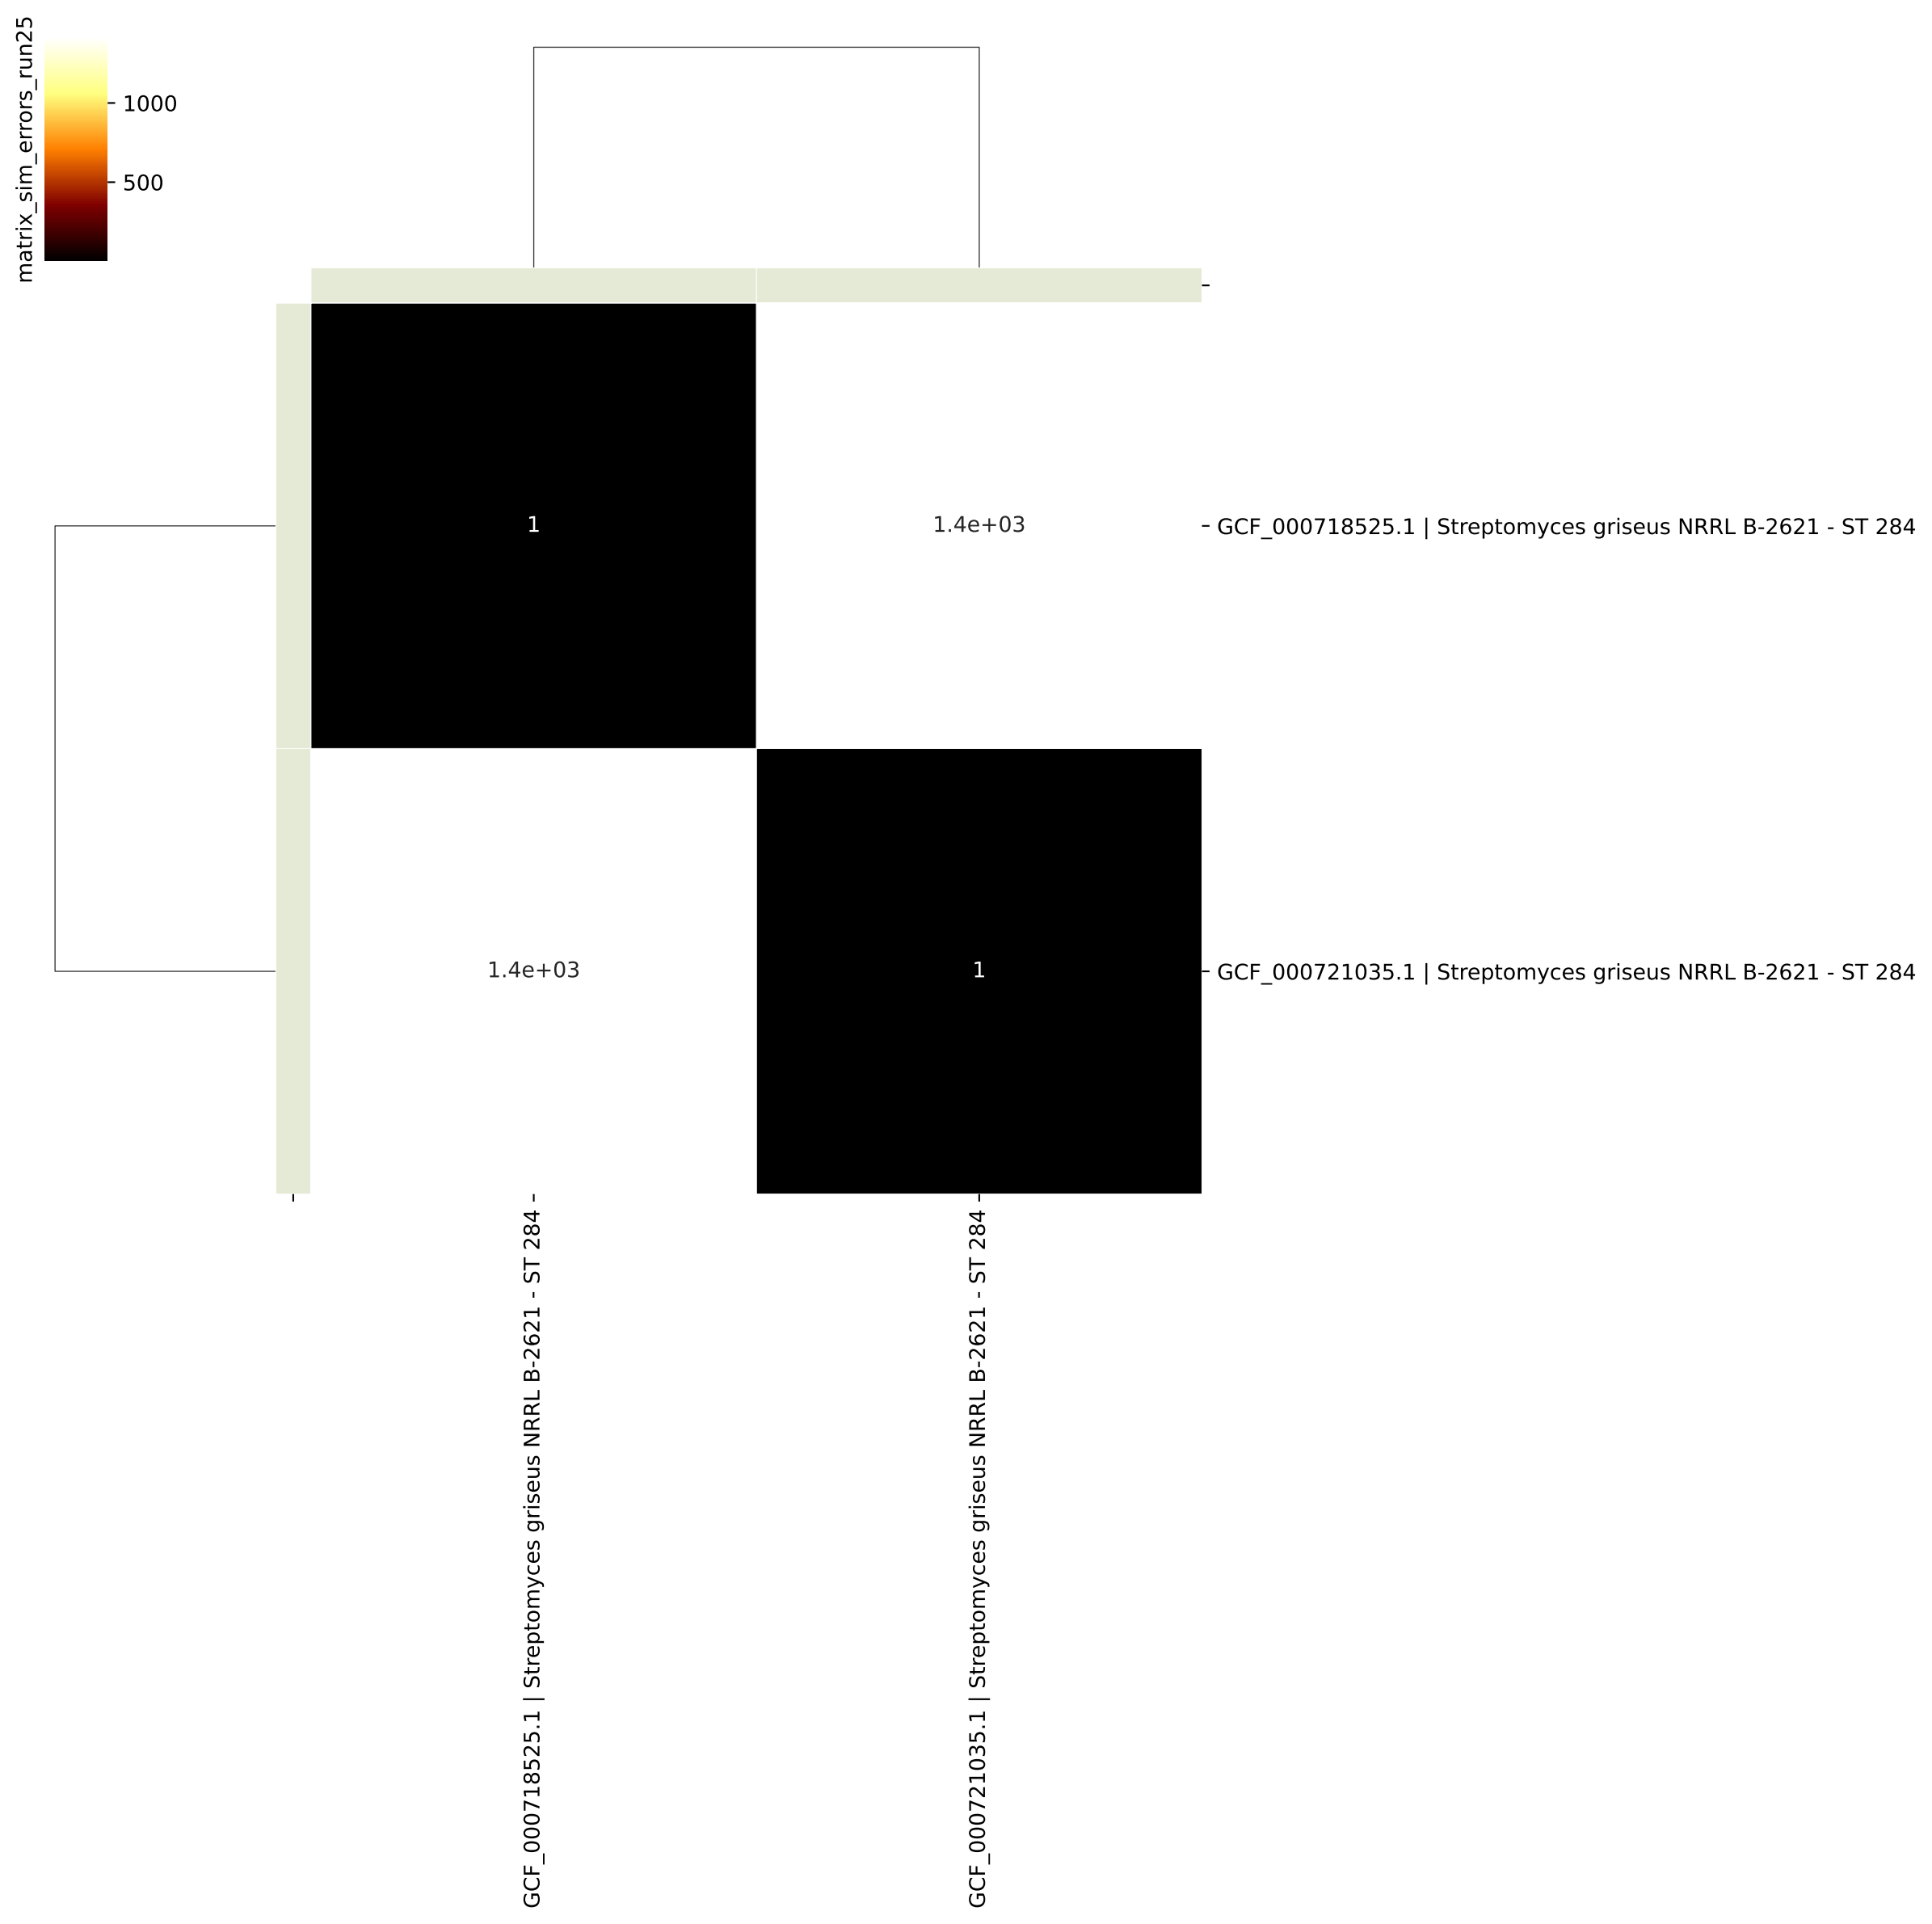 matrix_sim_errors_run25
1000
500
1
1.4e+03
GCF_000718525.1 | Streptomyces griseus NRRL B-2621 - ST 284
1.4e+03
1
GCF_000721035.1 | Streptomyces griseus NRRL B-2621 - ST 284
GCF_000718525.1 | Streptomyces griseus NRRL B-2621 - ST 284
GCF_000721035.1 | Streptomyces griseus NRRL B-2621 - ST 284